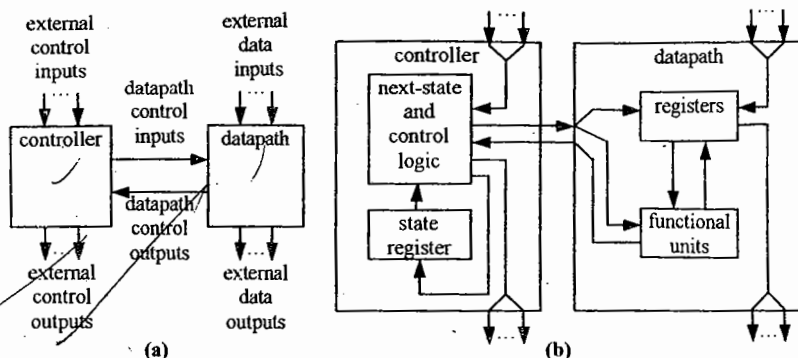 external
control
inputs
external
data
inputs
datapath
control
inputs
controller
datapath
datapath
control
outputs
external
control
outputs
external
data
outputs
(a)
controller
next-state
and
control
logic
state
register
datapath
registers
functional
units
(b)